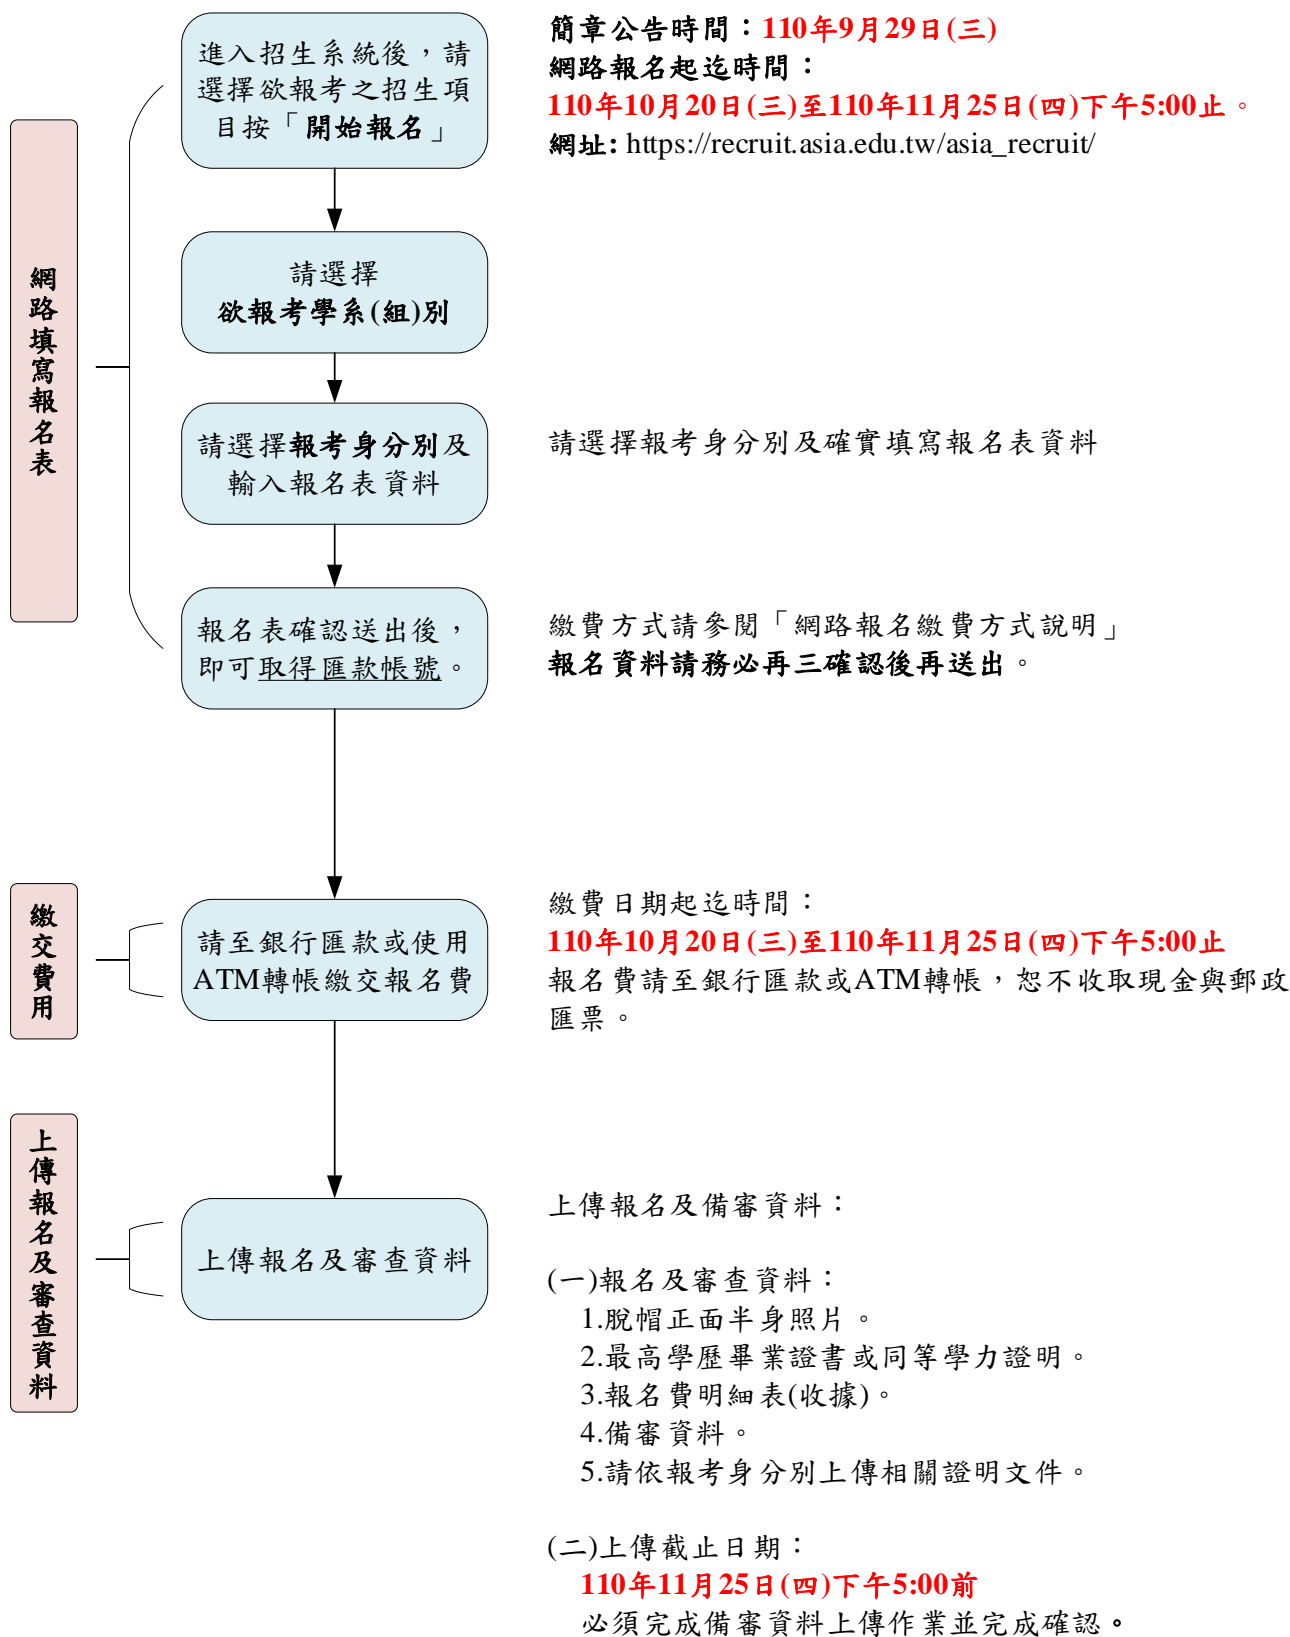 網路填寫報名表
進入招生系統後，請
選擇欲報考之招生項
目按「開始報名」
簡章公告時間：110年9月29日(三)
網路報名起迄時間：
110年10月20日(三)至110年11月25日(四)下午5:00止。
網址: https://recruit.asia.edu.tw/asia_recruit/
請選擇
欲報考學系(組)別
請選擇報考身分別及
輸入報名表資料
請選擇報考身分別及確實填寫報名表資料
報名表確認送出後，
即可取得匯款帳號。
繳費方式請參閱「網路報名繳費方式說明」
報名資料請務必再三確認後再送出。
繳交費用
請至銀行匯款或使用
ATM轉帳繳交報名費
繳費日期起迄時間：
110年10月20日(三)至110年11月25日(四)下午5:00止
報名費請至銀行匯款或ATM轉帳，恕不收取現金與郵政
匯票。
上傳報名及審查資料
上傳報名及審查資料
上傳報名及備審資料：
(一)報名及審查資料：
1.脫帽正面半身照片。
2.最高學歷畢業證書或同等學力證明。
3.報名費明細表(收據)。
4.備審資料。
5.請依報考身分別上傳相關證明文件。
(二)上傳截止日期：
110年11月25日(四)下午5:00前
必須完成備審資料上傳作業並完成確認。